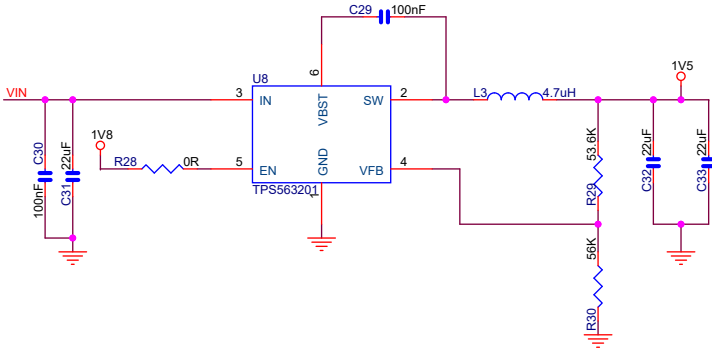 C29 100nF
1V5
U8
VIN
3 IN
6
VBST
SW 2
L3 4.7uH
1V8
R28 0R
5 EN
GND
1
VFB 4
TPS563201
C30
100nF
22uF
C31
53.6K
R29
22uF
C32
22uF
C33
56K
R30